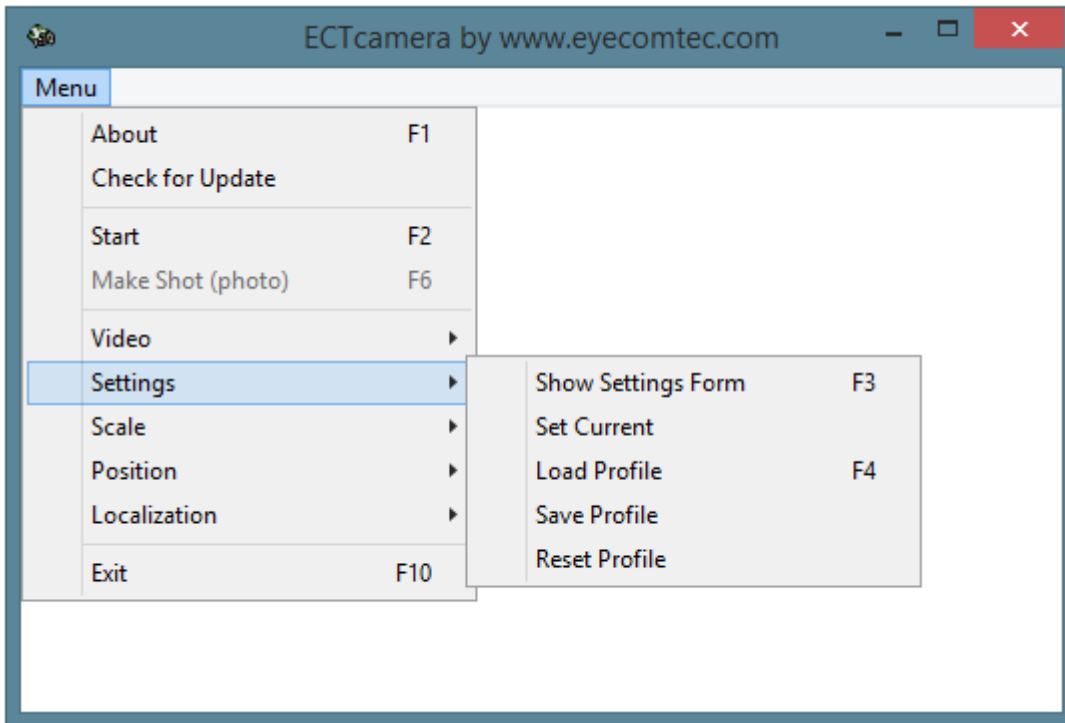 ECTcamera by www.eyecomtec.com
Menu
About F1
Check for Update
Start F2
Make Shot (photo) F6
Video
Settings
Scale
Position
Localization
Exit F10
Show Settings Form F3
Set Current
Load Profile F4
Save Profile
Reset Profile